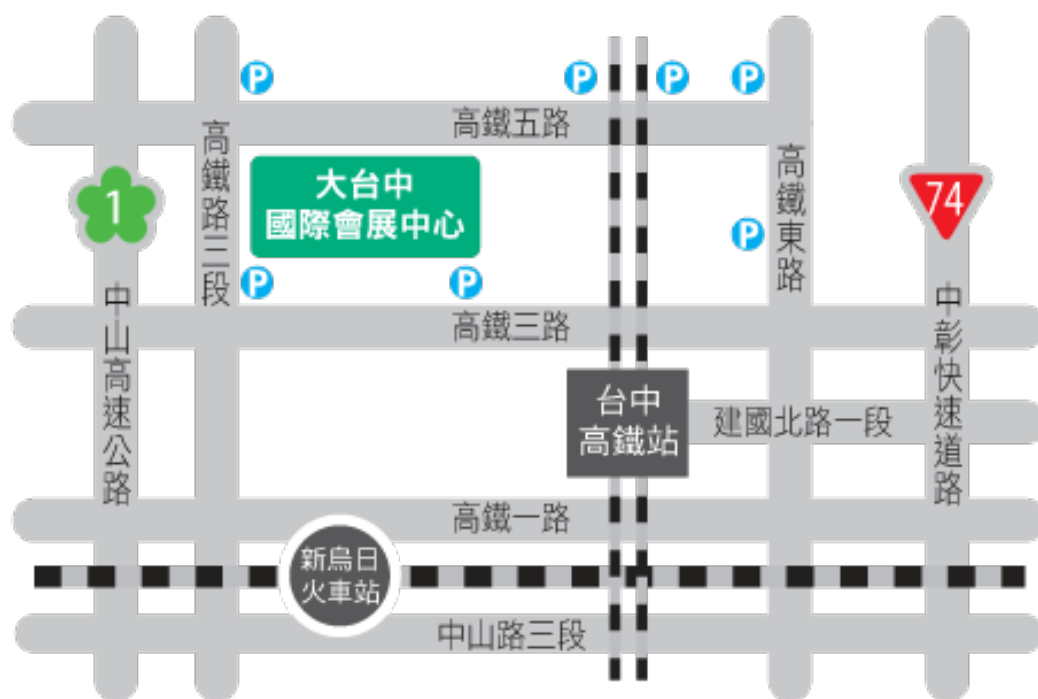 P
P
P
P
高鐵五路
高鐵路三段
大台中
國際會展中心
高鐵東路
1
74
P
P
P
中山高速公路
高鐵三路
中彰快速道路
台中
高鐵站
建國北路一段
高鐵一路
新烏日
火車站
中山路三段